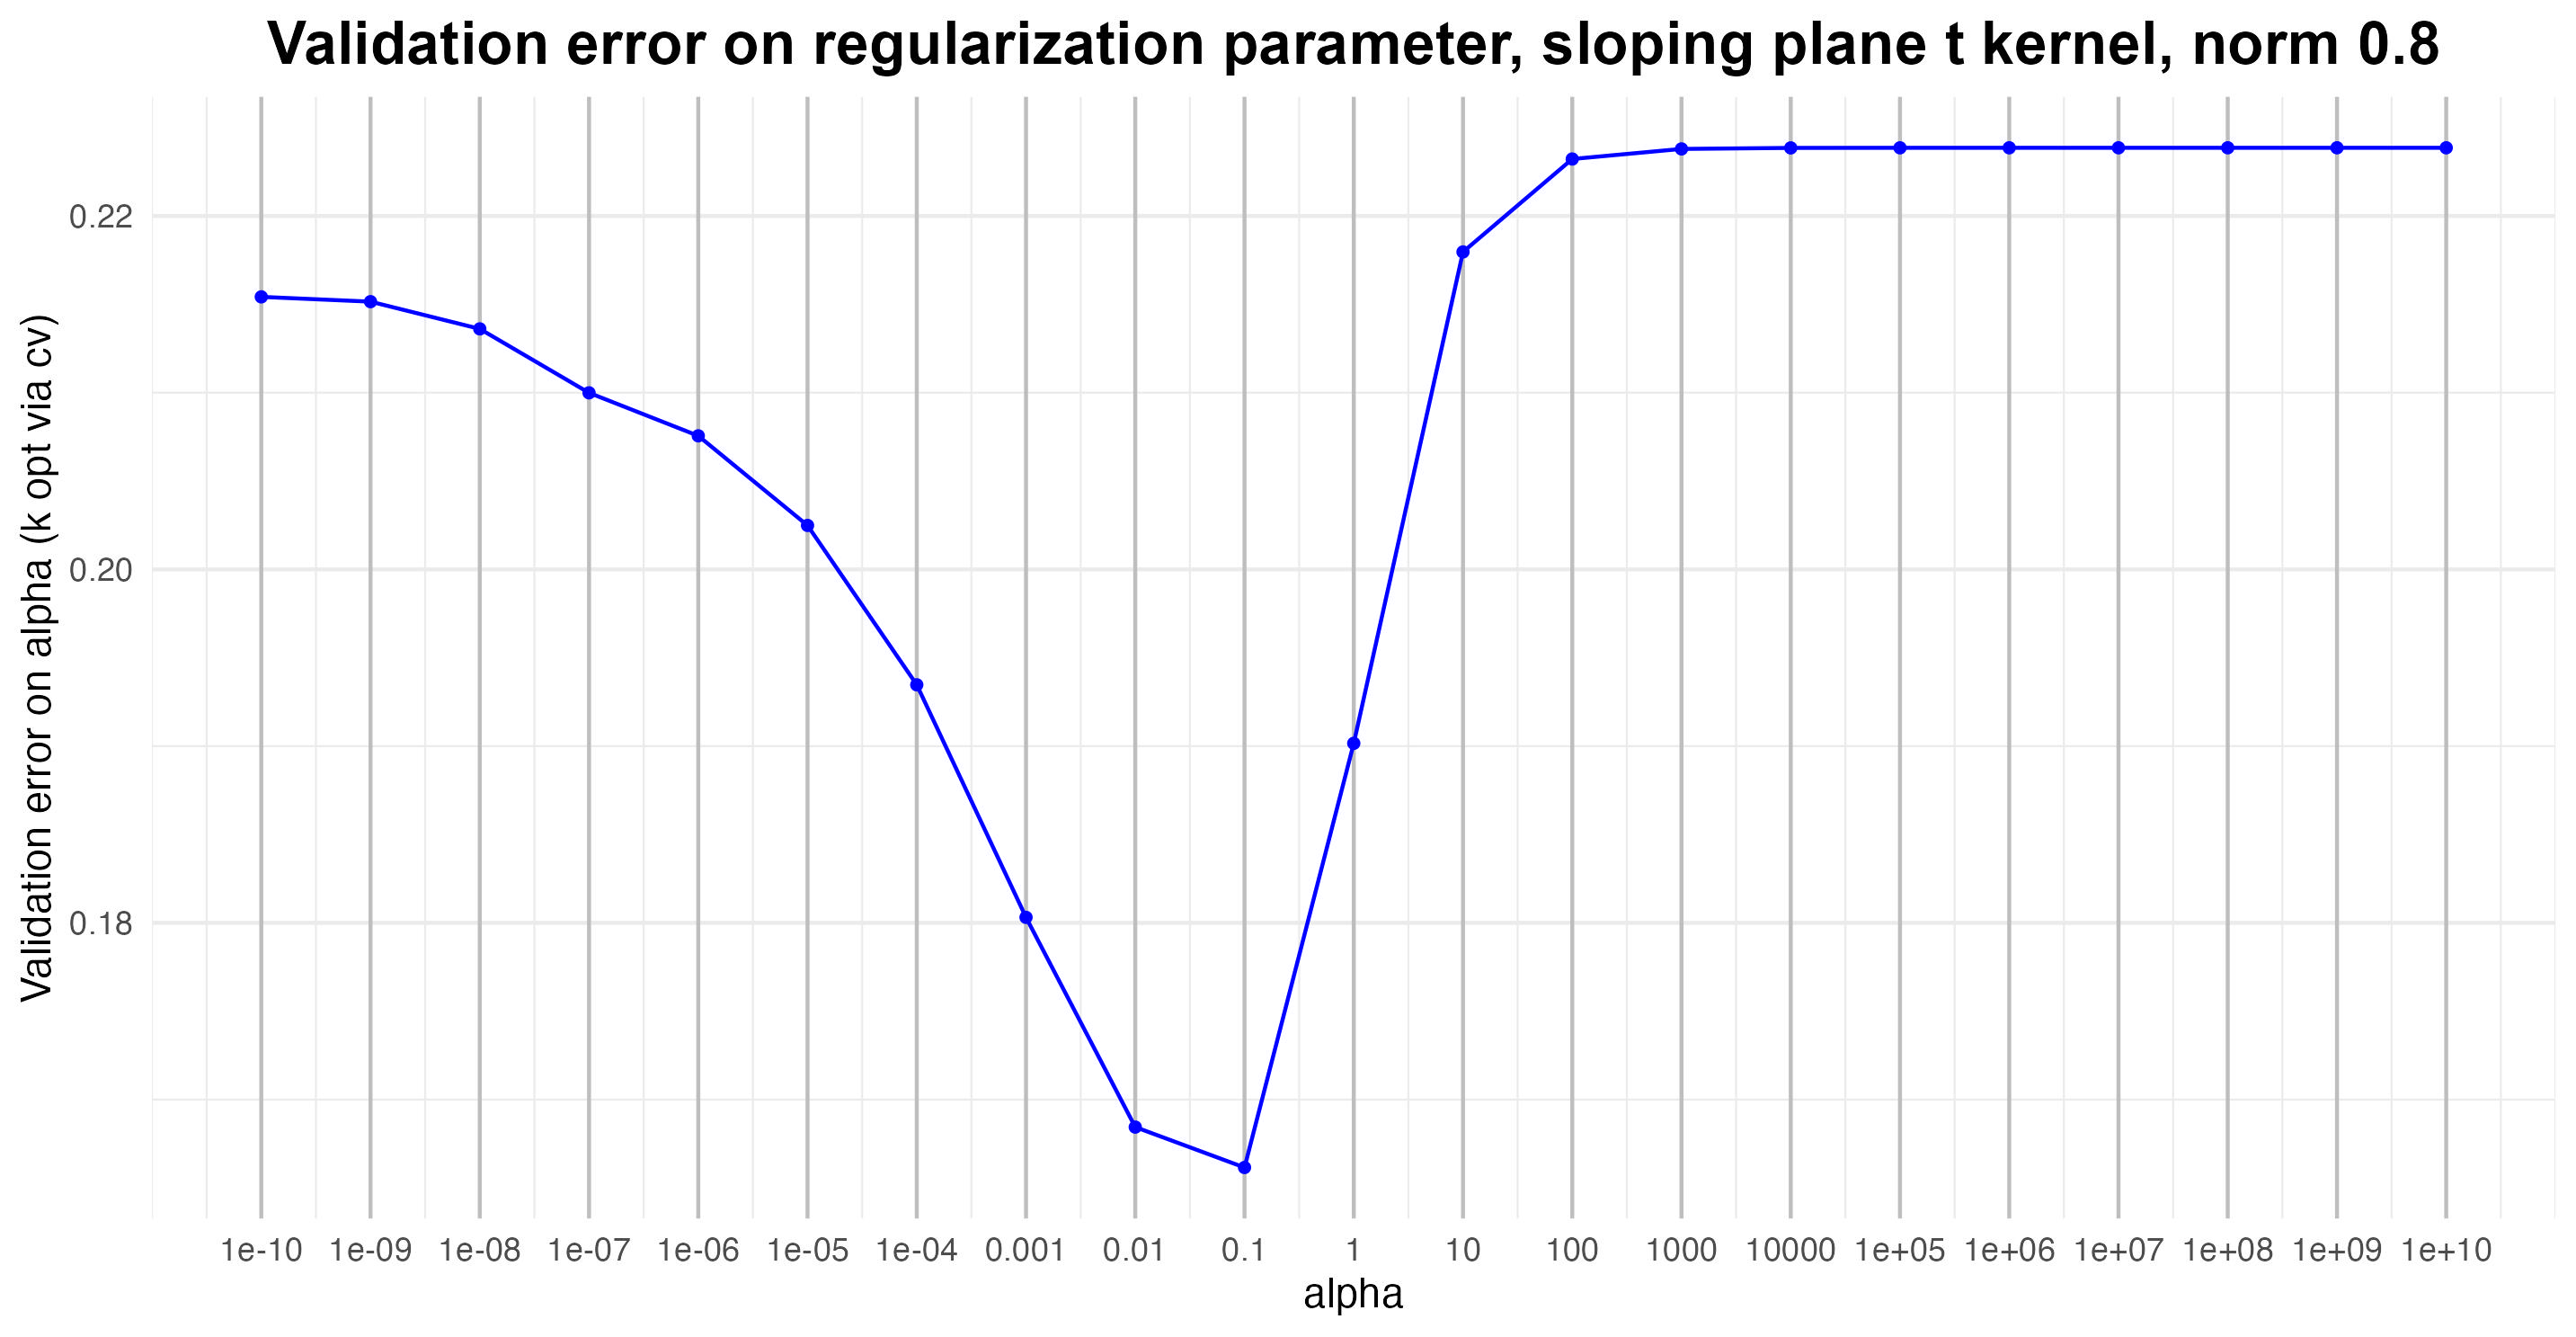 Validation error on regularization parameter, sloping plane t kernel, norm 0.8
Validation error on alpha (k opt via cv)
0.22
0.20
0.18
1e-10 1e-09 1e-08 1e-07 1e-06 1e-05 1e-04 0.001 0.01 0.1 1 10 100 1000 10000 1e+05 1e+06 1e+07 1e+08 1e+09 1e+10
alpha